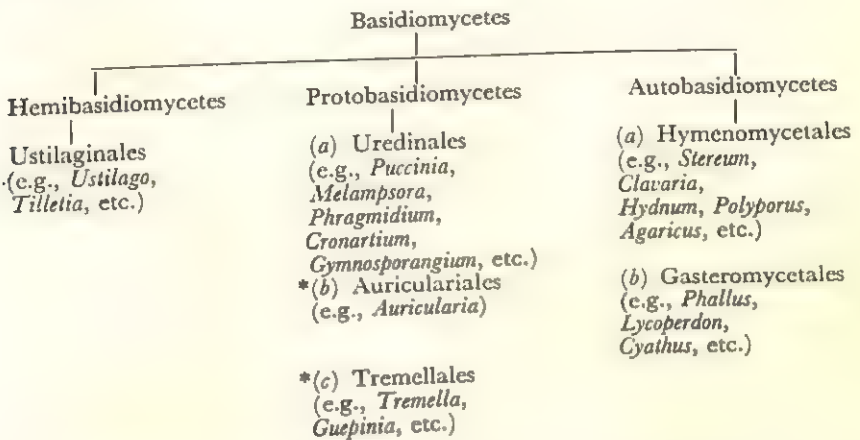 Basidiomycetes
Hemibasidiomycetes
Ustilaginales
(e.g., Ustilago,
Tilletia, etc.)
Protobasidiomycetes
(a) Uredinales
(e.g., Puccinia,
Melampsora,
Phragmidium,
Cronartium,
Gymnosporangium, etc.)
*(b) Auriculariales
(e.g., Auricularia)
*(c) Tremellales
(e.g., Tremella,
Guepinia, etc.)
Autobasidiomycetes
(a) Hymenomycetales
(e.g., Stereum,
Clavaria,
Hydnum, Polyporus,
Agaricus, etc.)
(b) Gasteromycetales
(e.g., Phallus,
Lycoperdon,
Cyathus, etc.)